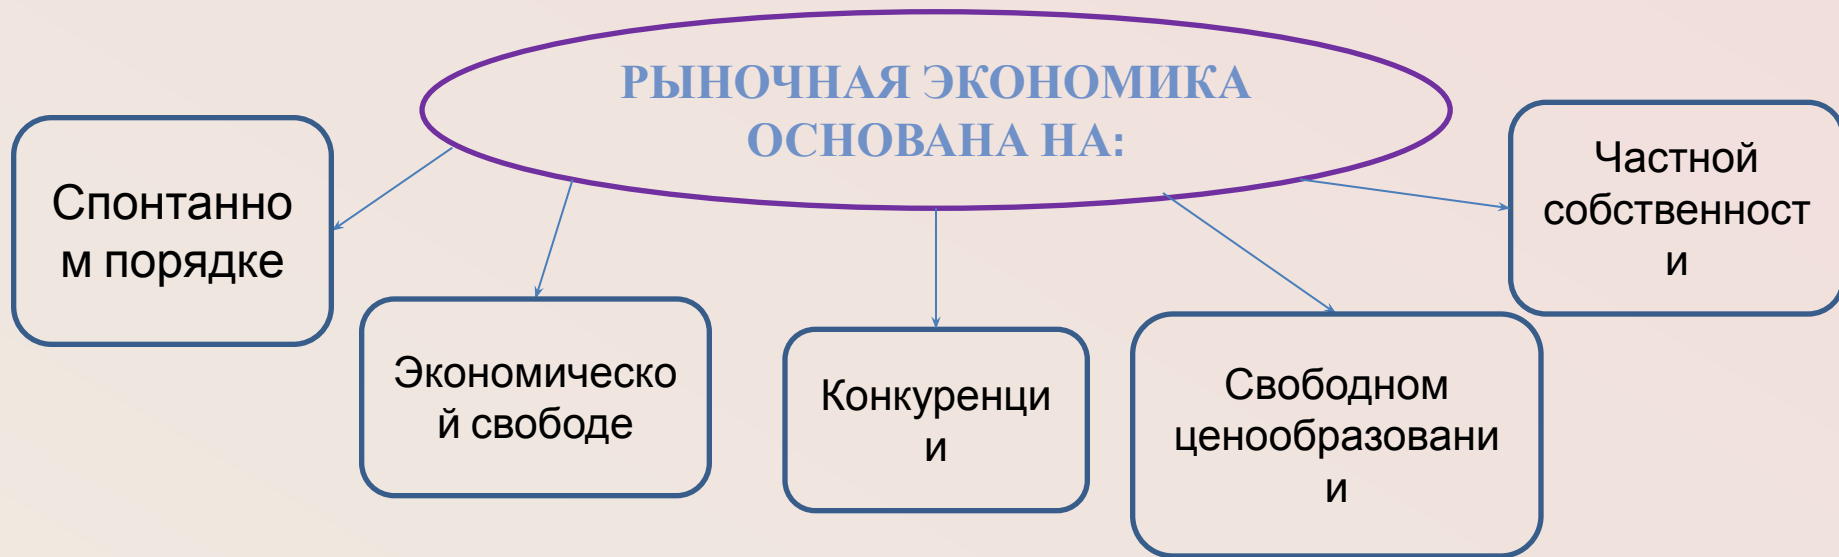 РЫНОЧНАЯ ЭКОНОМИКА
ОСНОВАНА НА:
Спонтанно
м порядке
Экономическо
й свободе
Конкуренци
и
Свободном
ценообразовани
и
Частной
собственност
и